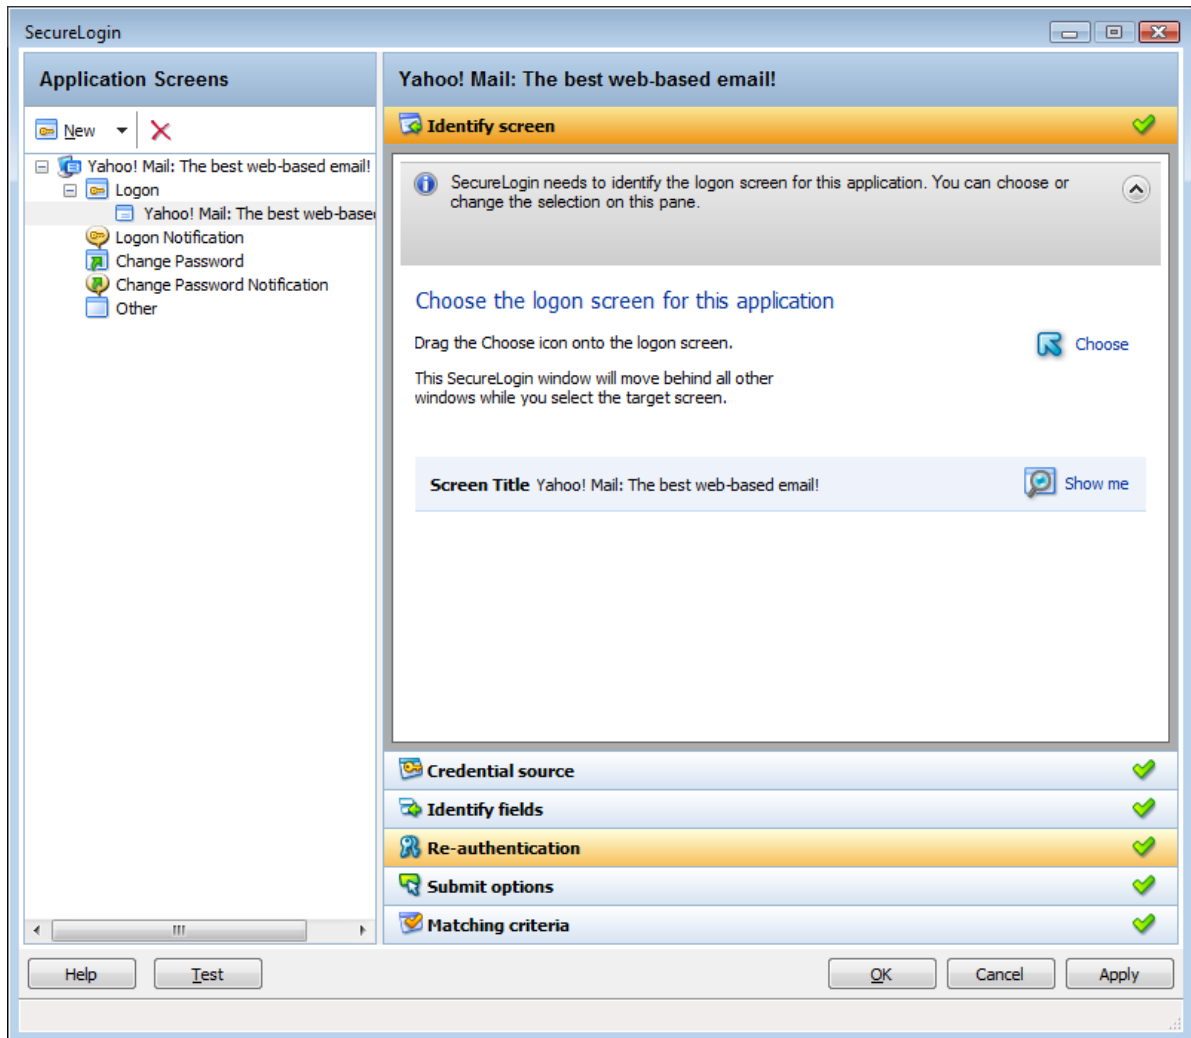 SecureLogin
Application Screens
New
Yahoo! Mail: The best web-based email!
Logon
Yahoo! Mail: The best web-base
Logon Notification
Change Password
Change Password Notification
Other
Yahoo! Mail: The best web-based email!
Identify screen
SecureLogin needs to identify the logon screen for this application. You can choose or
change the selection on this pane.
Choose the logon screen for this application
Drag the Choose icon onto the logon screen.
Choose
This SecureLogin window will move behind all other
windows while you select the target screen.
Screen Title Yahoo! Mail: The best web-based email!
Show me
Credential source
Identify fields
Re-authentication
Submit options
Matching criteria
Help
Test
OK
Cancel
Apply